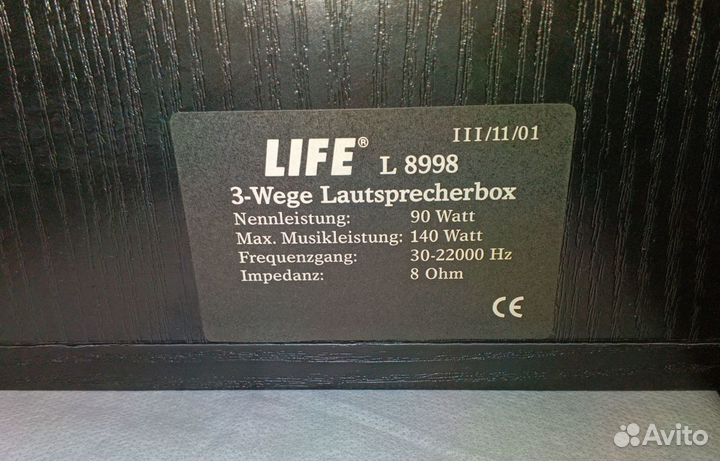 III/11/01
LIFE® L 8998
3-Wege Lautsprecherbox
Nennleistung: 90 Watt
Max. Musikleistung: 140 Watt
Frequenzgang: 30-22000 Hz
Impedanz: 8 Ohm
CE
Avito